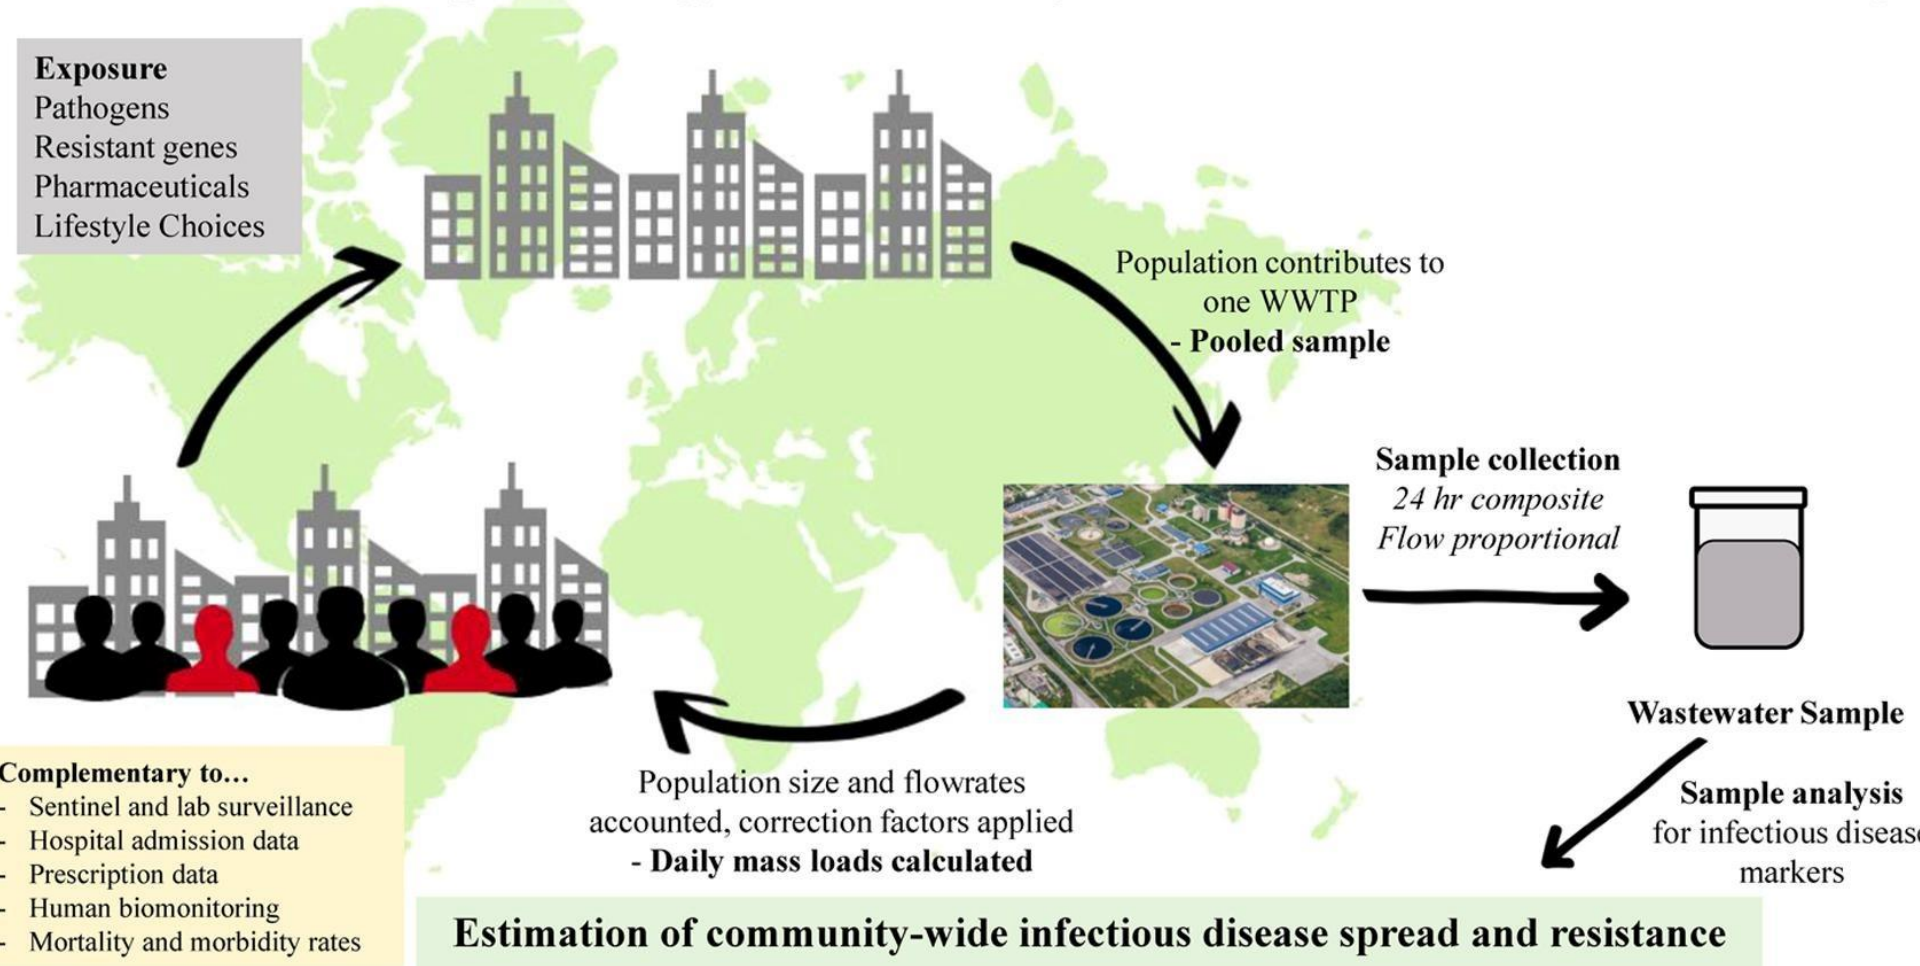 Exposure
Pathogens
Resistant genes
Pharmaceuticals
Lifestyle Choices
Population contributes to
one WWTP
- Pooled sample
Sample collection
24 hr composite
Flow proportional
Wastewater Sample
Sample analysis
for infectious disease
markers
Population size and flowrates
accounted, correction factors applied
- Daily mass loads calculated
Complementary to…
- Sentinel and lab surveillance
- Hospital admission data
- Prescription data
- Human biomonitoring
- Mortality and morbidity rates
Estimation of community-wide infectious disease spread and resistance